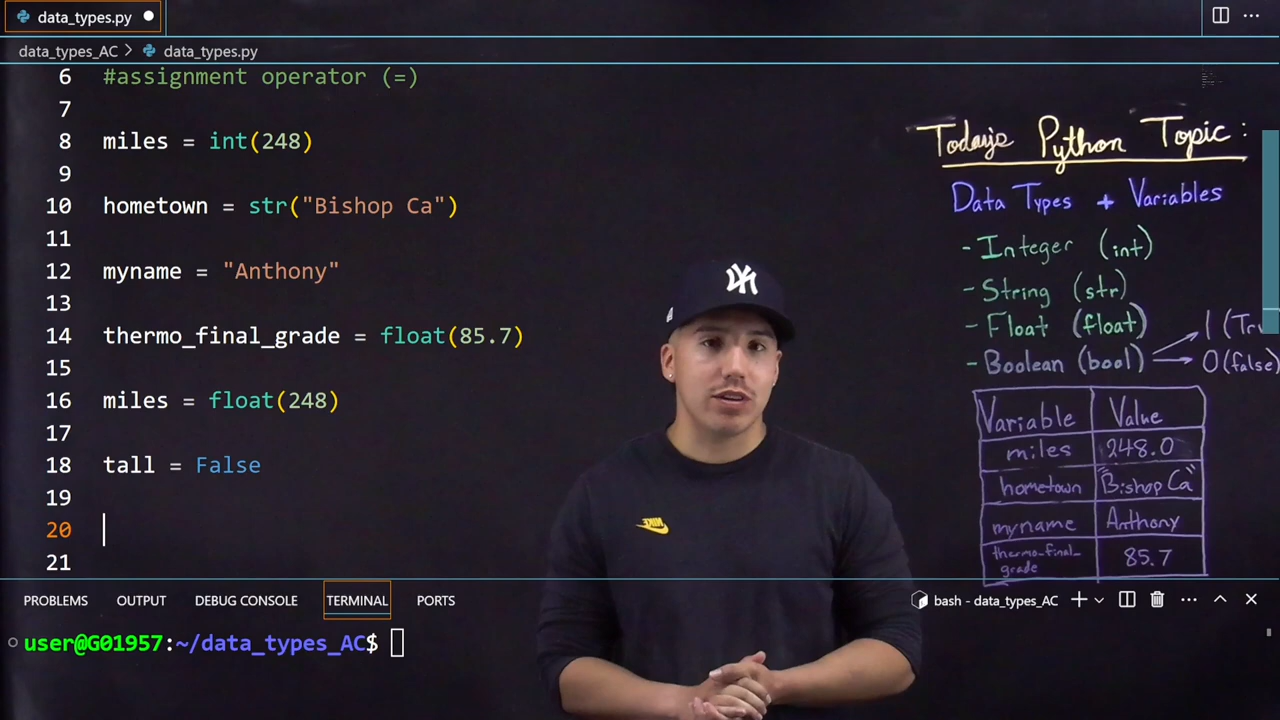 data_types.py
data_types_AC > data_types.py
6 #assignment operator (=)
7
8 miles = int(248)
9
10 hometown = str("Bishop Ca")
11
12 myname = "Anthony"
13
14 thermo_final_grade = float(85.7)
15
16 miles = float(248)
17
18 tall = False
19
20
21
Today's Python Topic :
Data Types + Variables
- Integer (int)
- String (str)
- Float (float)
- Boolean (bool)
1 (Tru
0 (false)
Variable Value
miles 248.0
hometown "Bishop Ca"
myname Anthony
thermo_final_
grade 85.7
PROBLEMS OUTPUT DEBUG CONSOLE TERMINAL PORTS
bash - data_types_AC
user@G01957:~/data_types_AC$